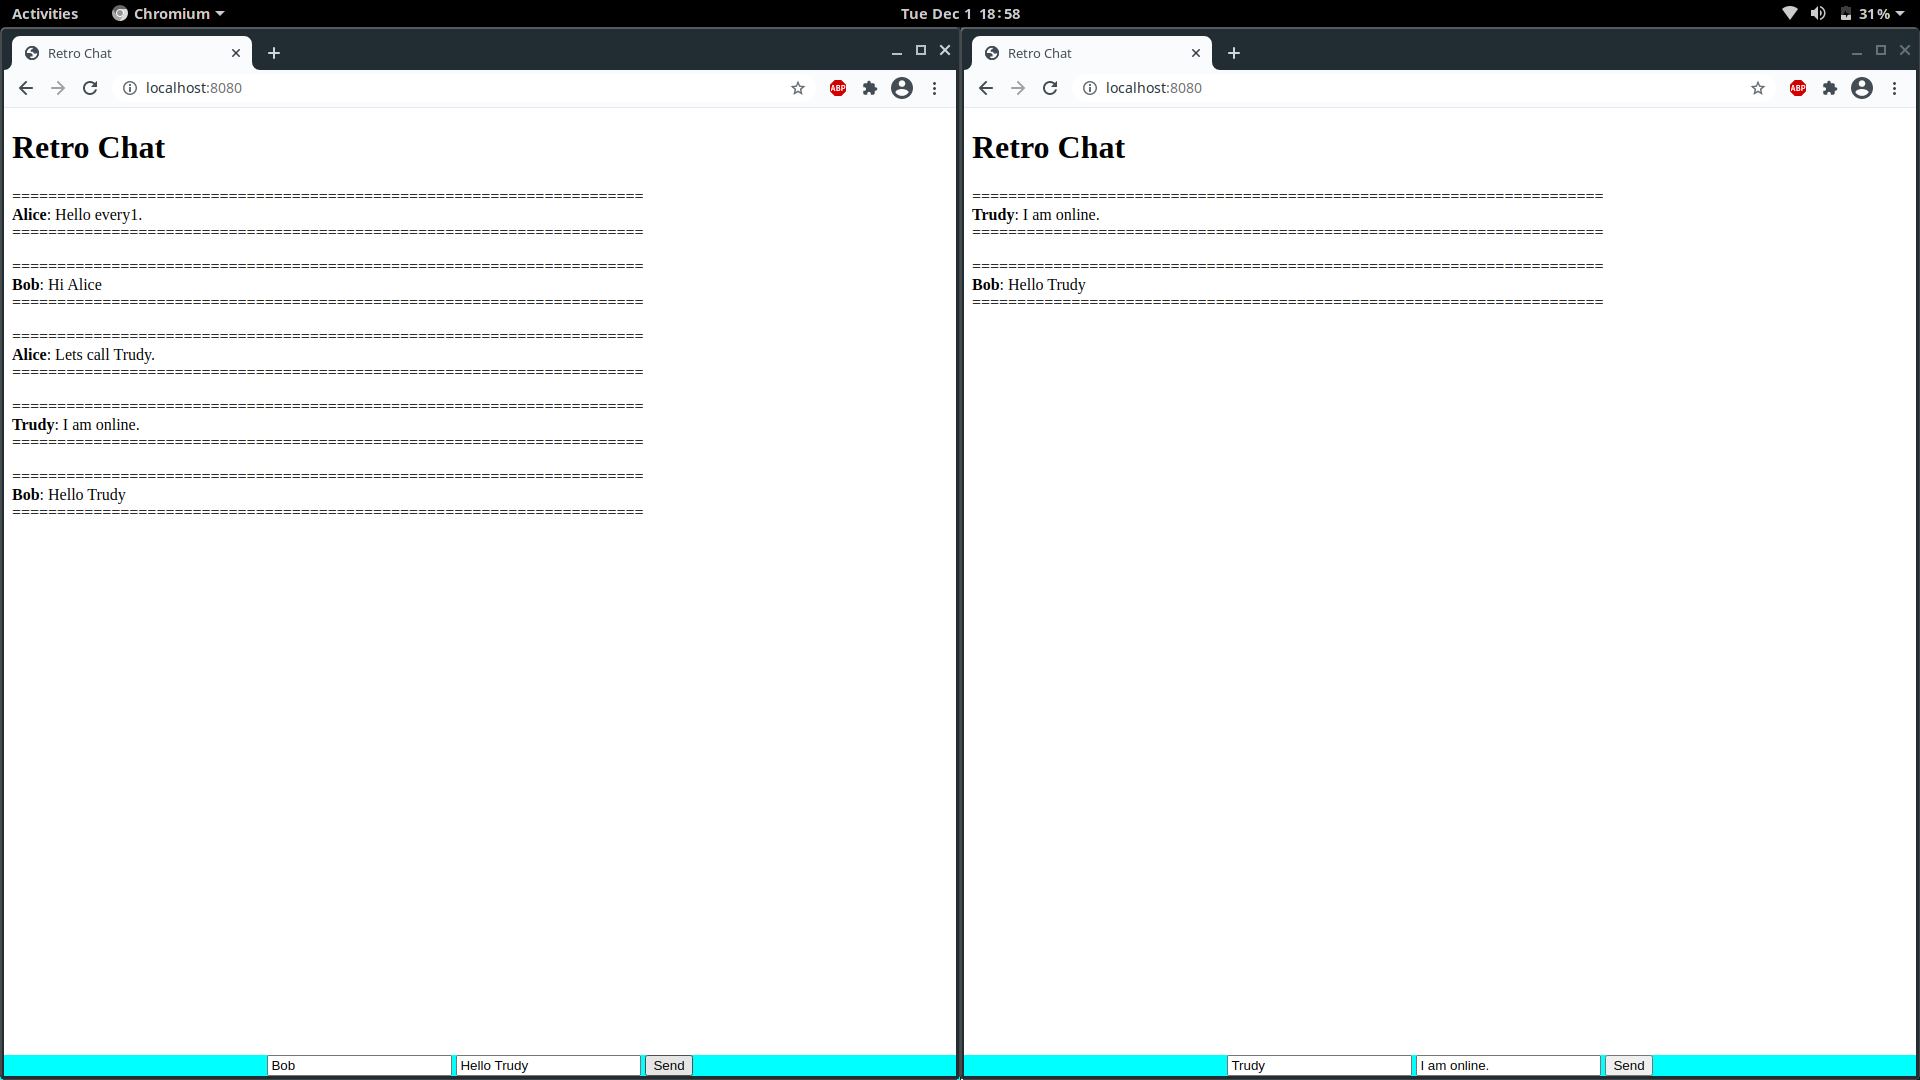 Activities Chromium Tue Dec 1 18:58 31%
Retro Chat
localhost:8080
ABP
Retro Chat
======================================================================
Alice: Hello every1.
======================================================================
======================================================================
Bob: Hi Alice
======================================================================
======================================================================
Alice: Lets call Trudy.
======================================================================
======================================================================
Trudy: I am online.
======================================================================
======================================================================
Bob: Hello Trudy
======================================================================
Bob Hello Trudy Send
Retro Chat
localhost:8080
ABP
Retro Chat
======================================================================
Trudy: I am online.
======================================================================
======================================================================
Bob: Hello Trudy
======================================================================
Trudy I am online. Send